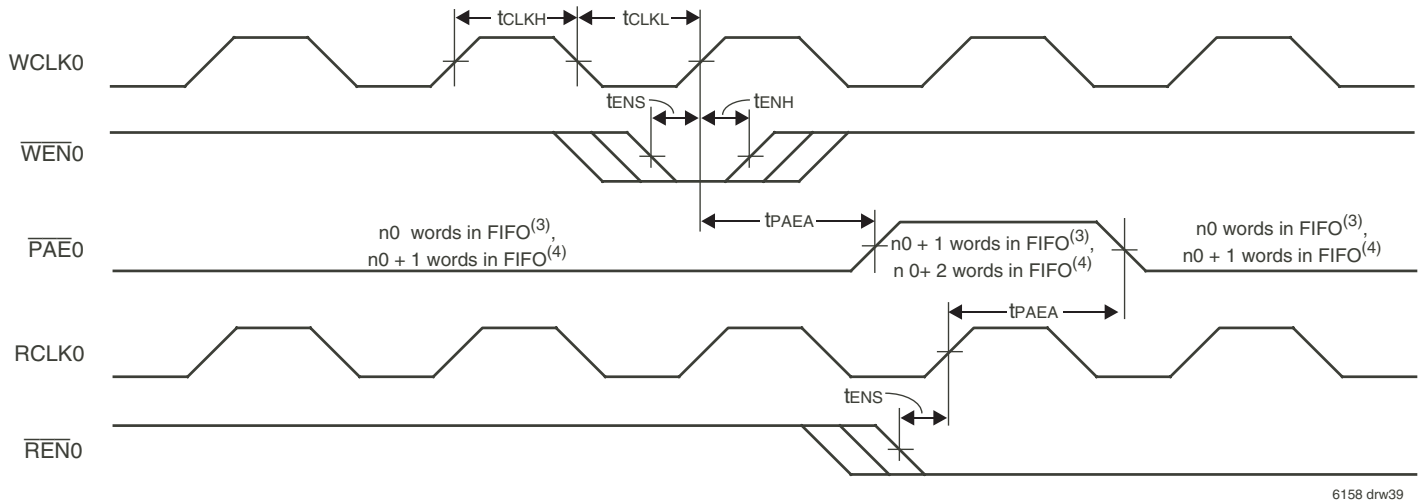 tCLKH
tCLKL
WCLK0
tENS
tENH
WEN0
tPAEA
PAE0
n0 words in FIFO(3),
n0 + 1 words in FIFO(4)
n0 + 1 words in FIFO(3),
n 0+ 2 words in FIFO(4)
n0 words in FIFO(3),
n0 + 1 words in FIFO(4)
tPAEA
RCLK0
tENS
REN0
6158 drw39